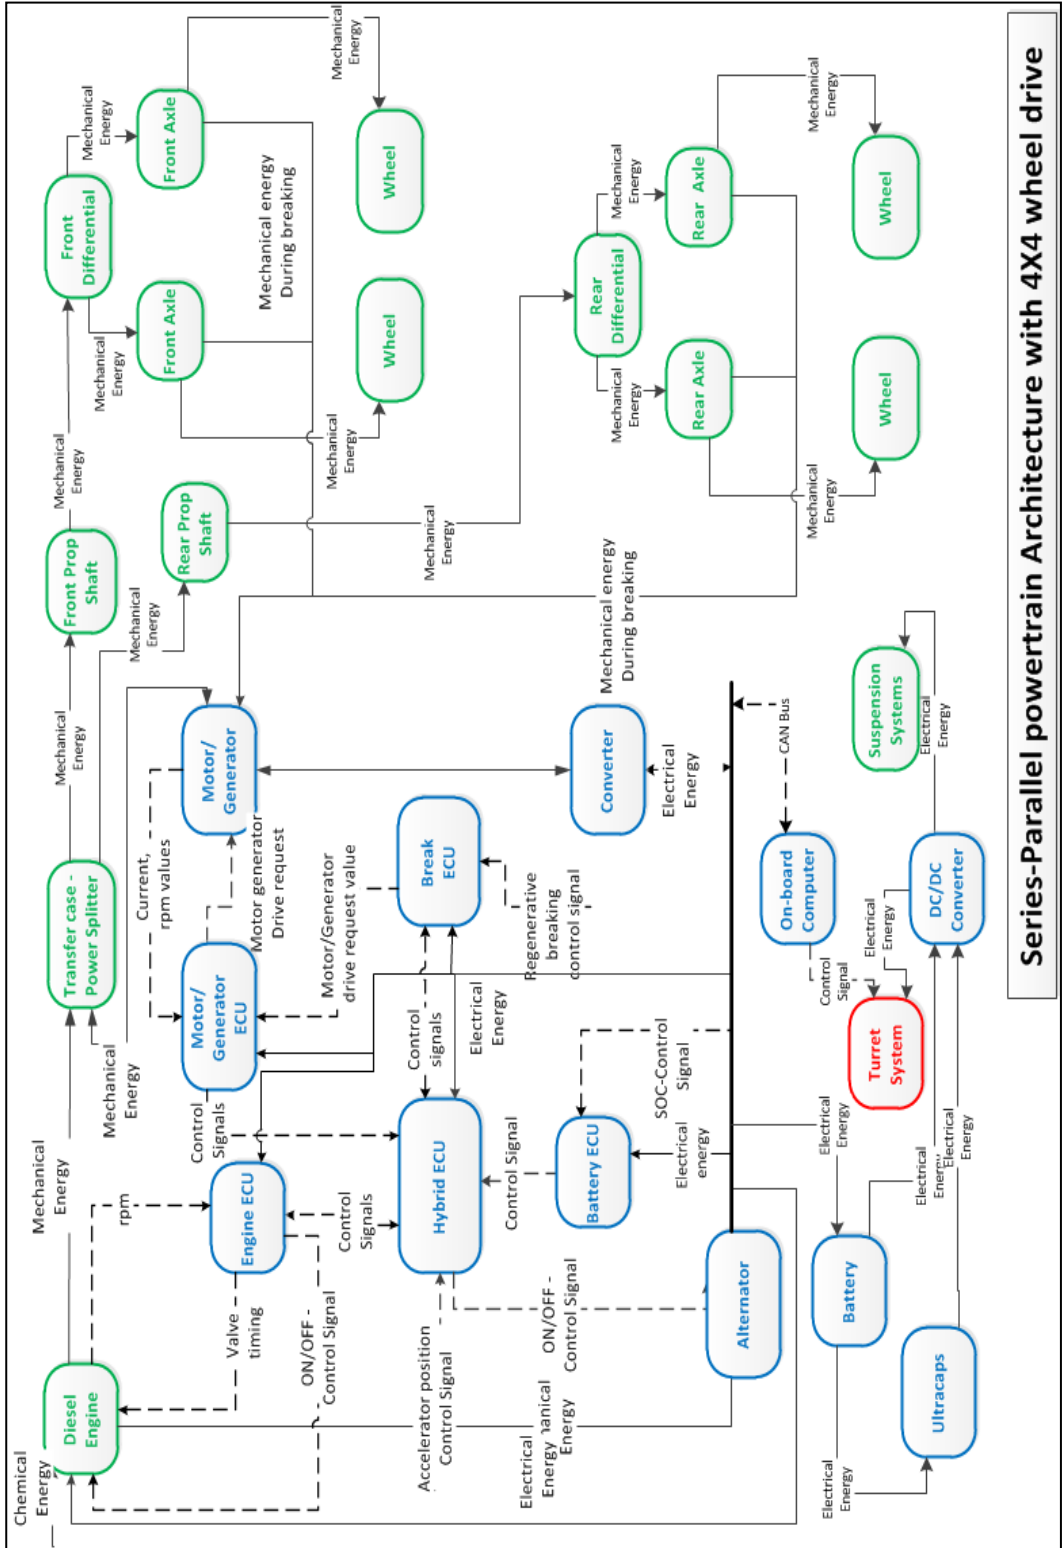 Chemical
Energy
Diesel
Engine
Mechanical
Energy
Transfer case -
Power Splitter
Mechanical
Energy
Front Prop
Shaft
Mechanical
Energy
Front
Differential
Mechanical
Energy
Mechanical
Energy
Front Axle
Front Axle
rpm
Mechanical
Energy
Mechanical
Energy
Rear Prop
Shaft
Current,
rpm values
Engine ECU
Control
Signals
Motor/
Generator
ECU
Motor/
Generator
Valve
timing
Motor generator
Drive request
Mechanical energy
During breaking
Mechanical
Energy
Mechanical
Energy
ON/OFF -
Control Signal
Control
Signals
Motor/Generator
drive request value
Wheel
Wheel
Accelerator position
Control Signal
Hybrid ECU
Control
signals
Break
ECU
Mechanical
Energy
Electrical
Energy
Control Signal
Regenerative
breaking
control signal
Electrical
Energy
ıanical
Energy
ON/OFF -
Control Signal
Battery ECU
Converter
Rear
Differential
Mechanical
Energy
Mechanical
Energy
Mechanical energy
During breaking
SOC-Control
Signal
Electrical
energy
Electrical
Energy
Rear Axle
Rear Axle
Alternator
CAN Bus
On-board
Computer
Mechanical
Energy
Mechanical
Energy
Electrical
Energy
Electrical
Energy
Control
Signal
Battery
Turret
System
Electrical
Energy
Suspension
Systems
Wheel
Wheel
Electrical
Energy
Electrical
Energy
Electrical
Energy
Ultracaps
DC/DC
Converter
Series-Parallel powertrain Architecture with 4X4 wheel drive